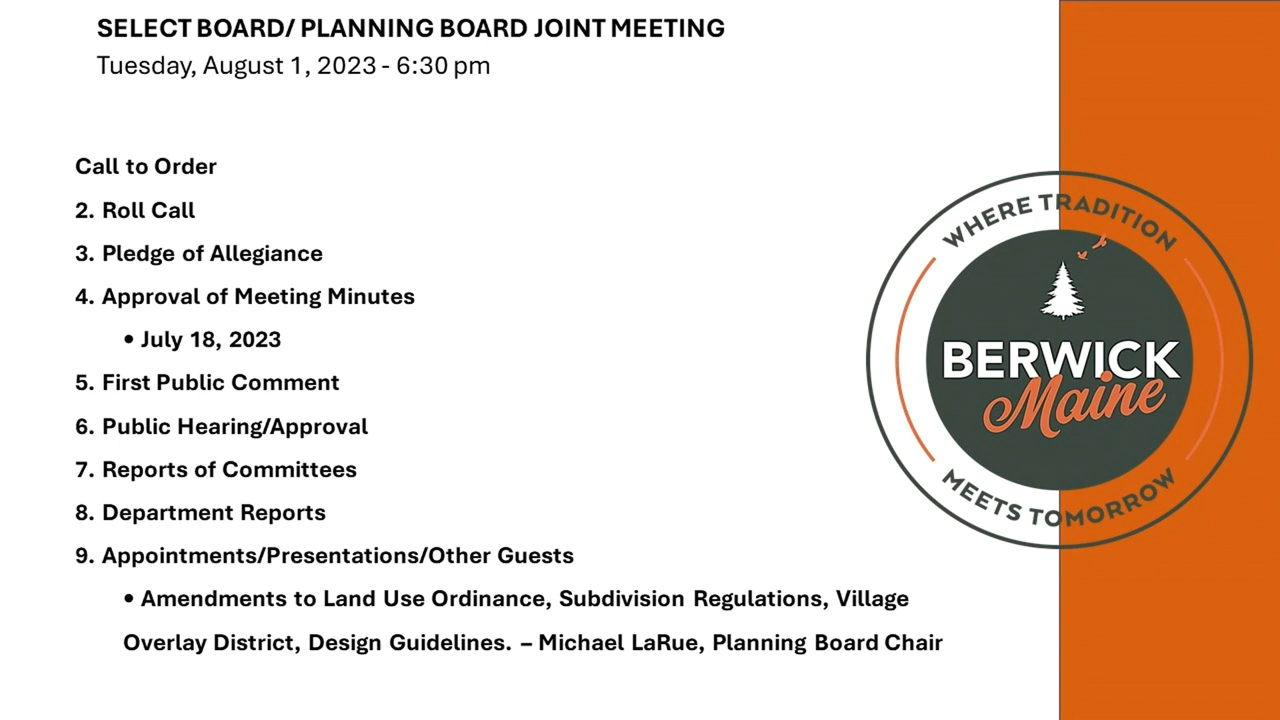 SELECT BOARD/ PLANNING BOARD JOINT MEETING
Tuesday, August 1, 2023 - 6:30 pm
Call to Order
2. Roll Call
3. Pledge of Allegiance
4. Approval of Meeting Minutes
• July 18, 2023
5. First Public Comment
6. Public Hearing/Approval
7. Reports of Committees
8. Department Reports
9. Appointments/Presentations/Other Guests
• Amendments to Land Use Ordinance, Subdivision Regulations, Village
Overlay District, Design Guidelines. – Michael LaRue, Planning Board Chair
WHERE TRADITION
BERWICK
Maine
MEETS TOMORROW